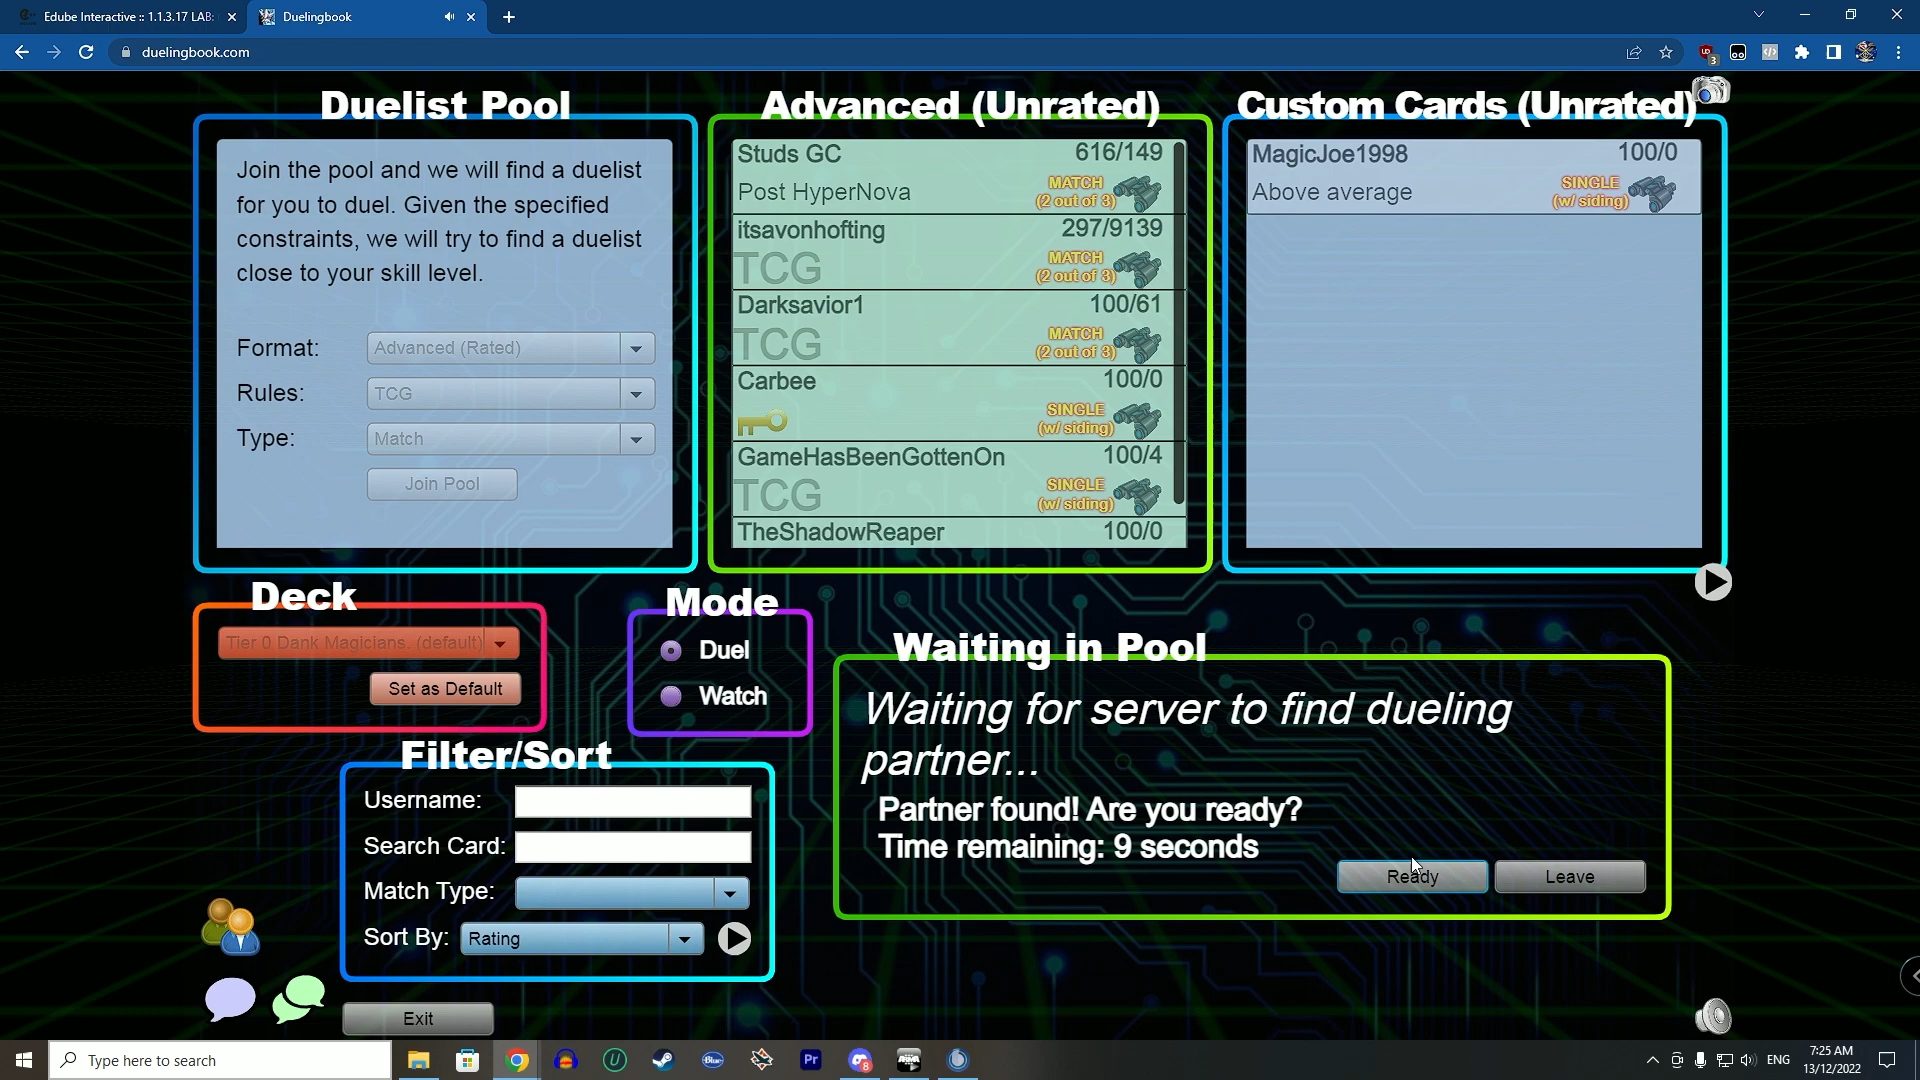 Edube Interactive :: 1.1.3.17 LAB:
Duelingbook
duelingbook.com
3
Duelist Pool
Join the pool and we will find a duelist
for you to duel. Given the specified
constraints, we will try to find a duelist
close to your skill level.
Format: Advanced (Rated)
Rules: TCG
Type: Match
Join Pool
Advanced (Unrated)
Studs GC 616/149
Post HyperNova MATCH
(2 out of 3)
itsavonhofting 297/9139
TCG MATCH
(2 out of 3)
Darksavior1 100/61
TCG MATCH
(2 out of 3)
Carbee 100/0
SINGLE
(w/ siding)
GameHasBeenGottenOn 100/4
TCG SINGLE
(w/ siding)
TheShadowReaper 100/0
Custom Cards (Unrated)
MagicJoe1998 100/0
Above average SINGLE
(w/ siding)
Deck
Tier 0 Dank Magicians. (default)
Set as Default
Mode
Duel
Watch
Waiting in Pool
Waiting for server to find dueling
partner...
Partner found! Are you ready?
Time remaining: 9 seconds
Ready
Leave
Filter/Sort
Username:
Search Card:
Match Type:
Sort By: Rating
Exit
Type here to search
Blue
Pr
8
ENG
7:25 AM
13/12/2022